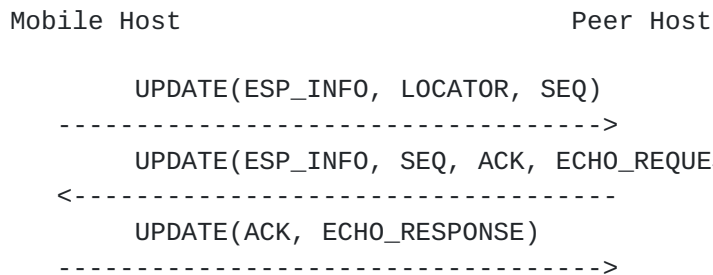 Mobile Host Peer Host
UPDATE(ESP_INFO, LOCATOR, SEQ)
----------------------------------->
UPDATE(ESP_INFO, SEQ, ACK, ECHO_REQUE
<-----------------------------------
UPDATE(ACK, ECHO_RESPONSE)
----------------------------------->